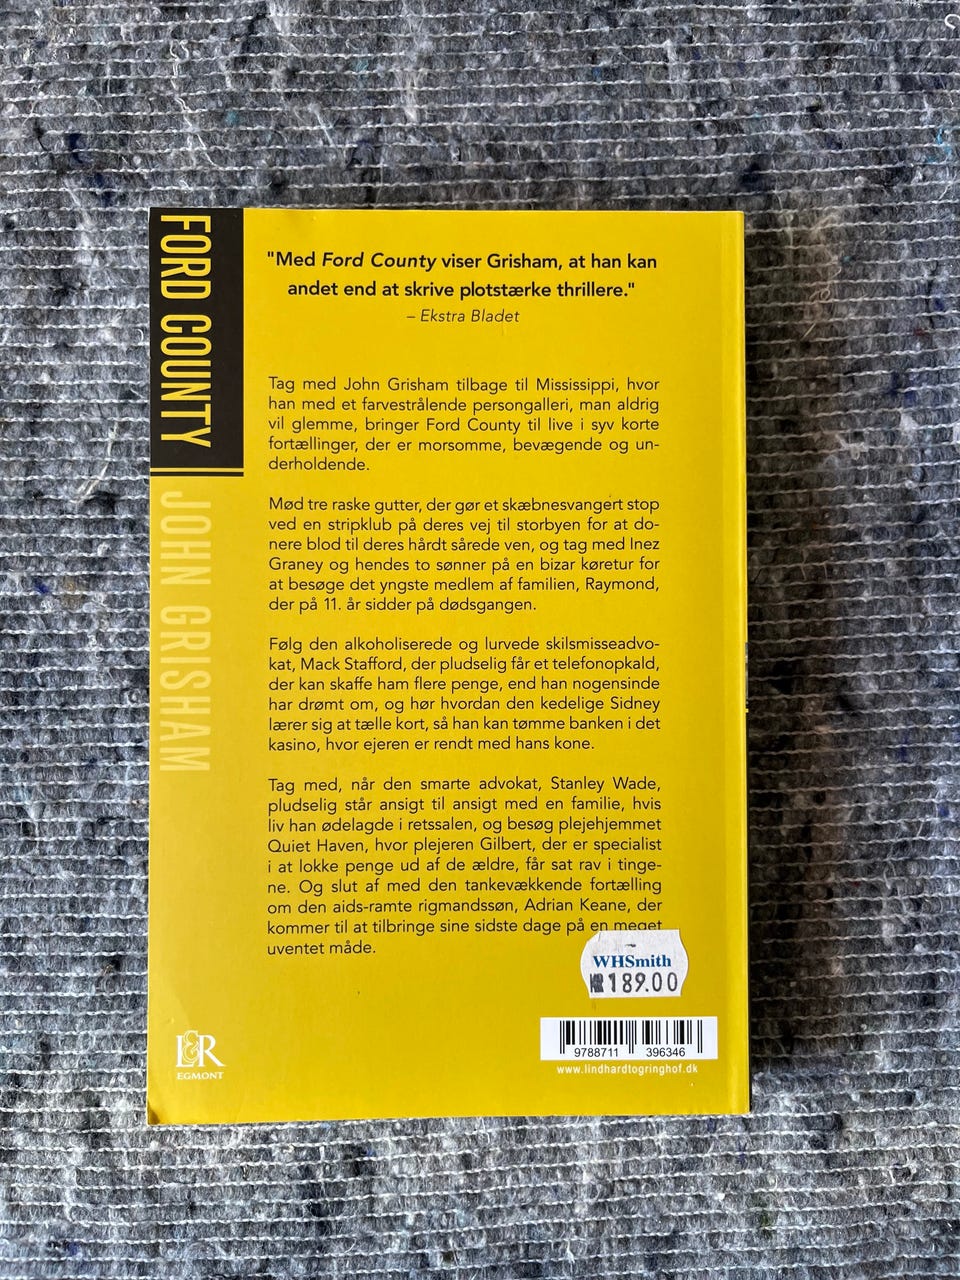 FORD COUNTY
JOHN GRISHAM
"Med Ford County viser Grisham, at han kan
andet end at skrive plotstærke thrillere."
– Ekstra Bladet
Tag med John Grisham tilbage til Mississippi, hvor
han med et farvestrålende persongalleri, man aldrig
vil glemme, bringer Ford County til live i syv korte
fortællinger, der er morsomme, bevægende og un-
derholdende.
Mød tre raske gutter, der gør et skæbnesvangert stop
ved en stripklub på deres vej til storbyen for at do-
nere blod til deres hårdt sårede ven, og tag med Inez
Graney og hendes to sønner på en bizar køretur for
at besøge det yngste medlem af familien, Raymond,
der på 11. år sidder på dødsgangen.
Følg den alkoholiserede og lurvede skilsmisseadvo-
kat, Mack Stafford, der pludselig får et telefonopkald,
der kan skaffe ham flere penge, end han nogensinde
har drømt om, og hør hvordan den kedelige Sidney
lærer sig at tælle kort, så han kan tømme banken i det
kasino, hvor ejeren er rendt med hans kone.
Tag med, når den smarte advokat, Stanley Wade,
pludselig står ansigt til ansigt med en familie, hvis
liv han ødelagde i retssalen, og besøg plejehjemmet
Quiet Haven, hvor plejeren Gilbert, der er specialist
i at lokke penge ud af de ældre, får sat rav i tinge-
ne. Og slut af med den tankevækkende fortælling
om den aids-ramte rigmandssøn, Adrian Keane, der
kommer til at tilbringe sine sidste dage på en meget
uventet måde.
WHSmith
KR189.00
L&R
EGMONT
9788711 396346
www.lindhardtogringhof.dk